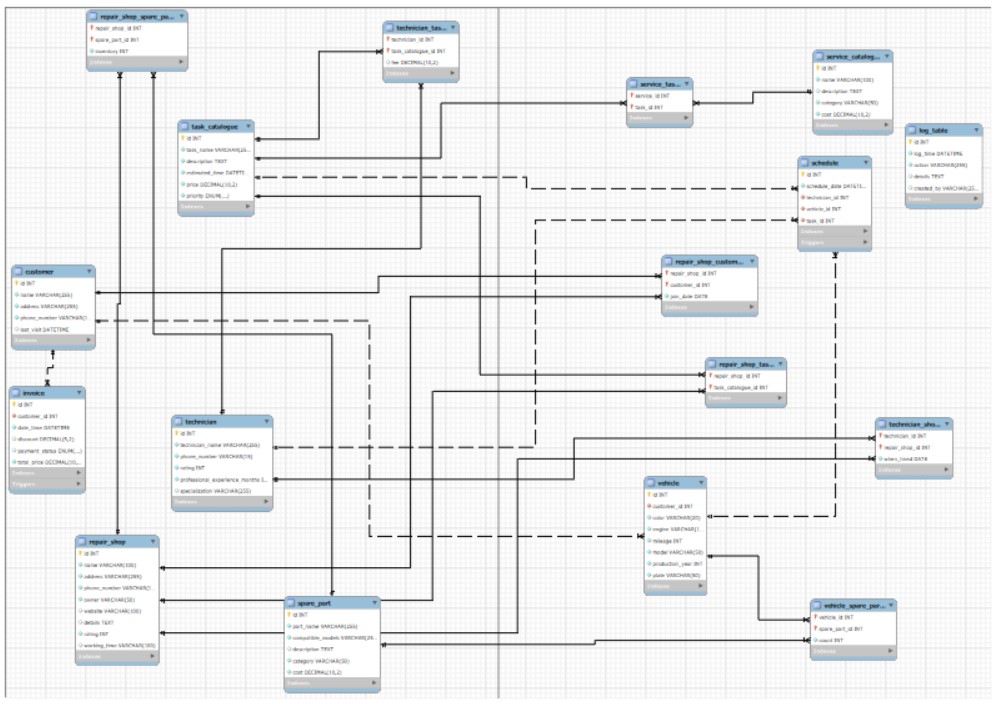 repair_shop_spare_pa...
repair_shop_id INT
spare_part_id INT
inventory INT
Indexes
technician_tas...
technician_id INT
task_catalogue_id INT
fee DECIMAL(10,2)
Indexes
service_tas...
service_id INT
task_id INT
Indexes
service_catalog...
id INT
name VARCHAR(100)
description TEXT
category VARCHAR(50)
cost DECIMAL(10,2)
Indexes
task_catalogue
id INT
task_name VARCHAR(25...
description TEXT
estimated_time DATETI...
price DECIMAL(10,2)
priority ENUM(...)
Indexes
log_table
id INT
log_time DATETIME
action VARCHAR(255)
details TEXT
created_by VARCHAR(25...
Indexes
schedule
id INT
schedule_date DATETI...
technician_id INT
vehicle_id INT
task_id INT
Indexes
Triggers
customer
id INT
name VARCHAR(255)
address VARCHAR(255)
phone_number VARCHAR(...
last_visit DATETIME
Indexes
repair_shop_custom...
repair_shop_id INT
customer_id INT
join_date DATE
Indexes
repair_shop_tas...
repair_shop_id INT
task_catalogue_id INT
Indexes
invoice
id INT
customer_id INT
date_time DATETIME
discount DECIMAL(5,2)
payment_status ENUM(...)
total_price DECIMAL(10,...
Indexes
Triggers
technician
id INT
technician_name VARCHAR(255)
phone_number VARCHAR(15)
rating INT
professional_experience_months I...
specialization VARCHAR(255)
Indexes
technician_sho...
technician_id INT
repair_shop_id INT
when_hired DATE
Indexes
vehicle
id INT
customer_id INT
color VARCHAR(20)
engine VARCHAR(1...
mileage INT
model VARCHAR(50)
production_year INT
plate VARCHAR(50)
Indexes
repair_shop
id INT
name VARCHAR(100)
address VARCHAR(255)
phone_number VARCHAR(1...
owner VARCHAR(50)
website VARCHAR(100)
details TEXT
rating INT
working_time VARCHAR(100)
Indexes
spare_part
id INT
part_name VARCHAR(255)
compatible_models VARCHAR(25...
description TEXT
category VARCHAR(50)
cost DECIMAL(10,2)
Indexes
vehicle_spare_par...
vehicle_id INT
spare_part_id INT
count INT
Indexes